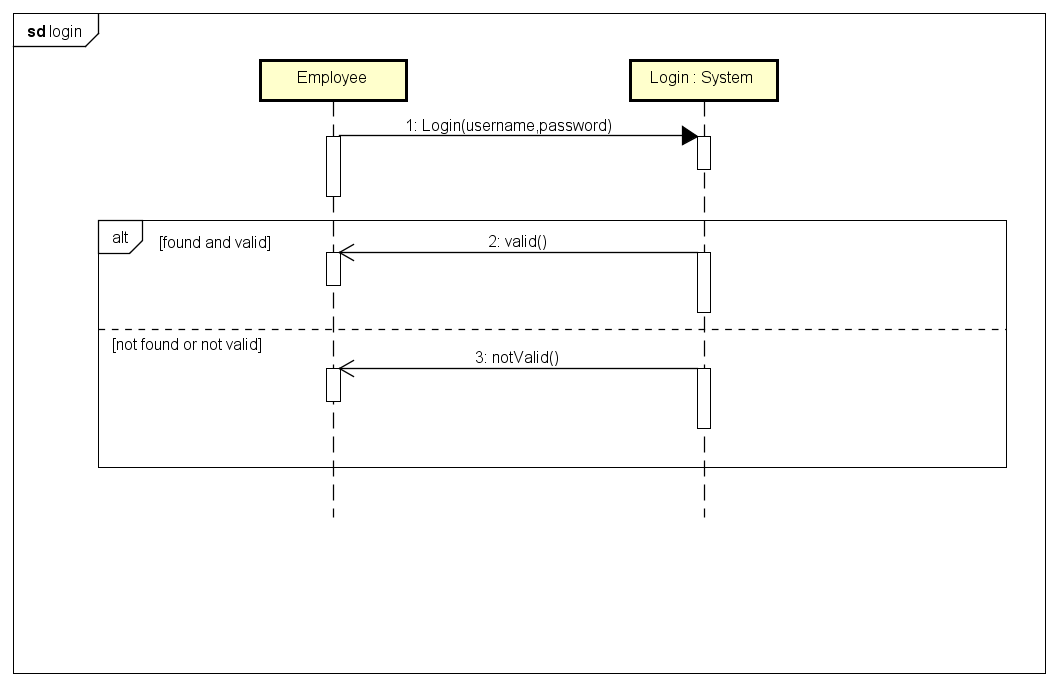 sd login
Employee
Login : System
1: Login(username,password)
alt
[found and valid]
2: valid()
[not found or not valid]
3: notValid()